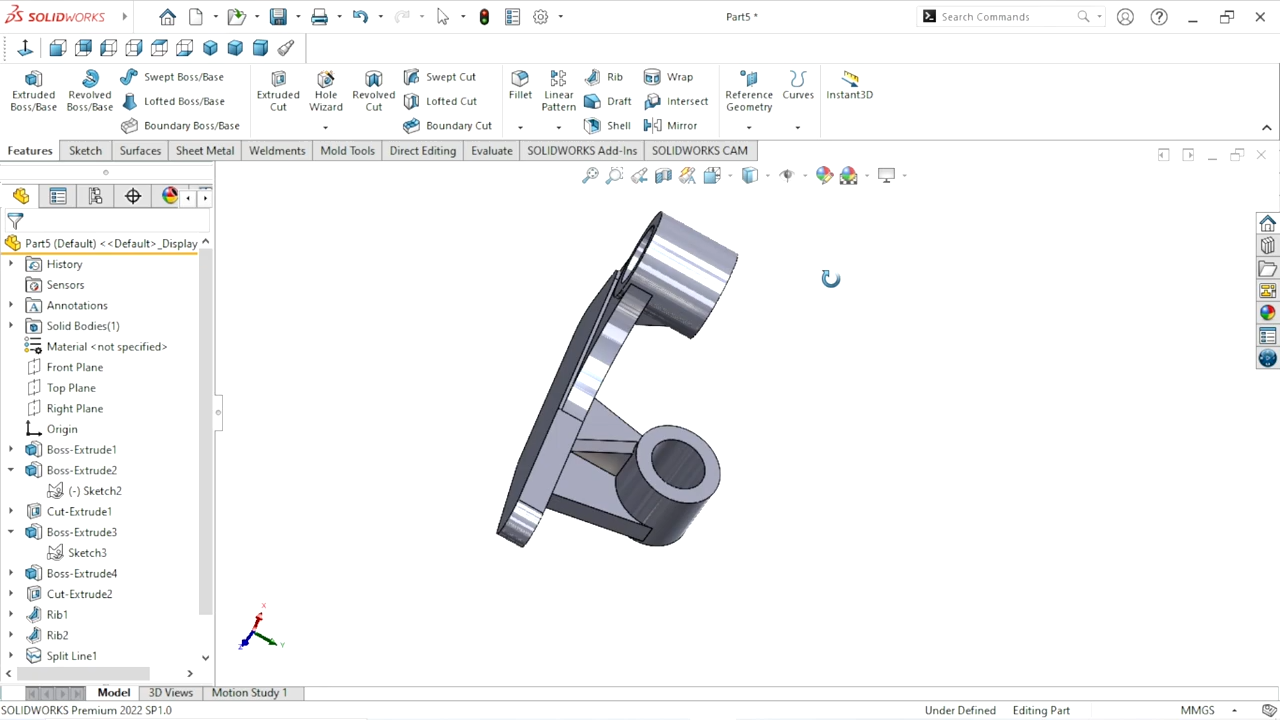 SOLIDWORKS
Part5 *
Search Commands
Extruded Boss/Base
Revolved Boss/Base
Swept Boss/Base
Lofted Boss/Base
Boundary Boss/Base
Extruded Cut
Hole Wizard
Revolved Cut
Swept Cut
Lofted Cut
Boundary Cut
Fillet
Linear Pattern
Rib
Draft
Shell
Wrap
Intersect
Mirror
Reference Geometry
Curves
Instant3D
Features
Sketch
Surfaces
Sheet Metal
Weldments
Mold Tools
Direct Editing
Evaluate
SOLIDWORKS Add-Ins
SOLIDWORKS CAM
Part5 (Default) <<Default>_Display
History
Sensors
Annotations
Solid Bodies(1)
Material <not specified>
Front Plane
Top Plane
Right Plane
Origin
Boss-Extrude1
Boss-Extrude2
(-) Sketch2
Cut-Extrude1
Boss-Extrude3
Sketch3
Boss-Extrude4
Cut-Extrude2
Rib1
Rib2
Split Line1
X
Y
Z
Model
3D Views
Motion Study 1
SOLIDWORKS Premium 2022 SP1.0
Under Defined
Editing Part
MMGS